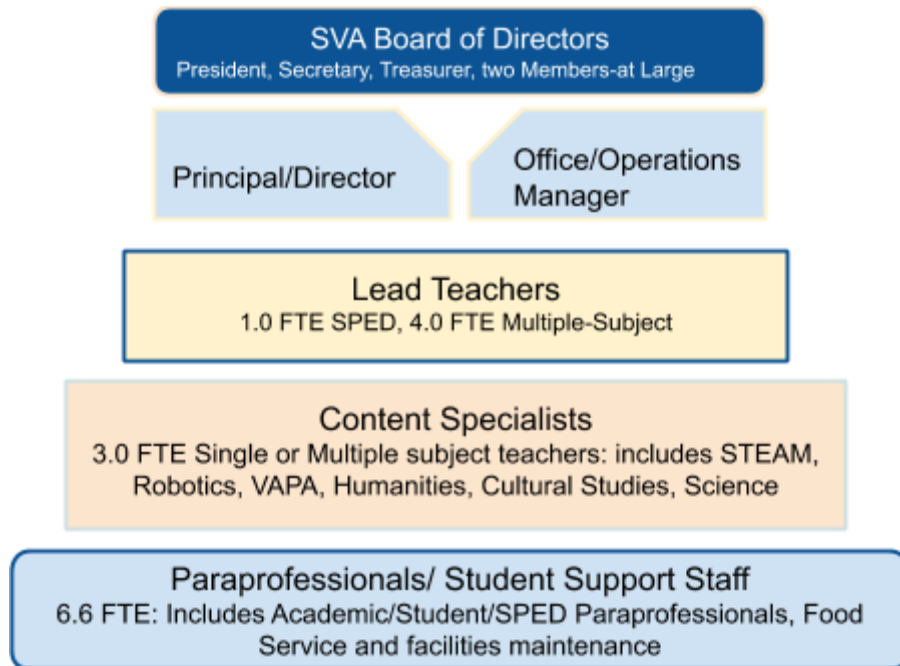 SVA Board of Directors
President, Secretary, Treasurer, two Members-at Large
Principal/Director
Office/Operations
Manager
Lead Teachers
1.0 FTE SPED, 4.0 FTE Multiple-Subject
Content Specialists
3.0 FTE Single or Multiple subject teachers: includes STEAM,
Robotics, VAPA, Humanities, Cultural Studies, Science
Paraprofessionals/ Student Support Staff
6.6 FTE: Includes Academic/Student/SPED Paraprofessionals, Food
Service and facilities maintenance